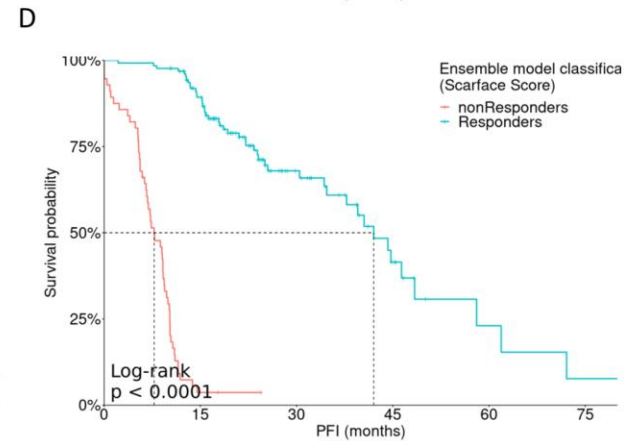 D
100%
75%
50%
25%
0%
Survival probability
Ensemble model classifica
(Scarface Score)
nonResponders
Responders
Log-rank
p < 0.0001
0 15 30 45 60 75
PFI (months)